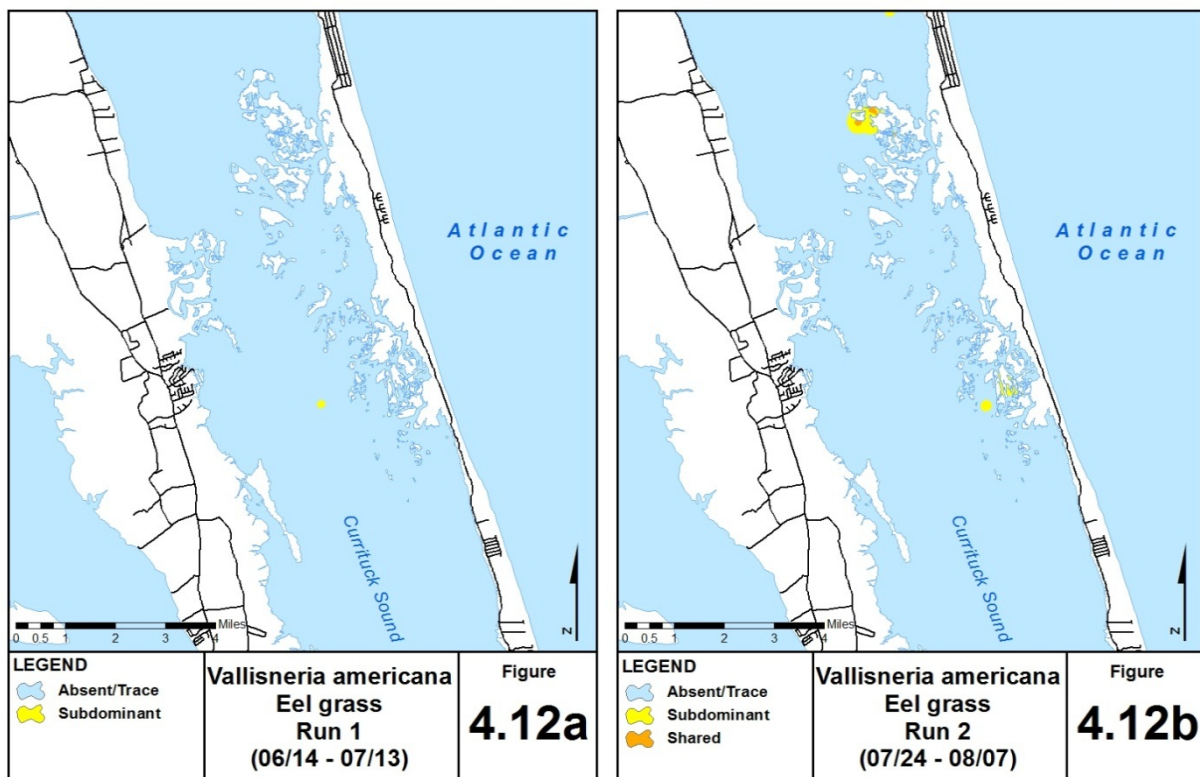 Atlantic
Ocean
Currituck Sound
Miles
0 0.5 1 2 3 4
N
LEGEND
Absent/Trace
Subdominant
Vallisneria americana
Eel grass
Run 1
(06/14 - 07/13)
Figure
4.12a
Atlantic
Ocean
Currituck Sound
Miles
0 0.5 1 2 3 4
N
LEGEND
Absent/Trace
Subdominant
Shared
Vallisneria americana
Eel grass
Run 2
(07/24 - 08/07)
Figure
4.12b